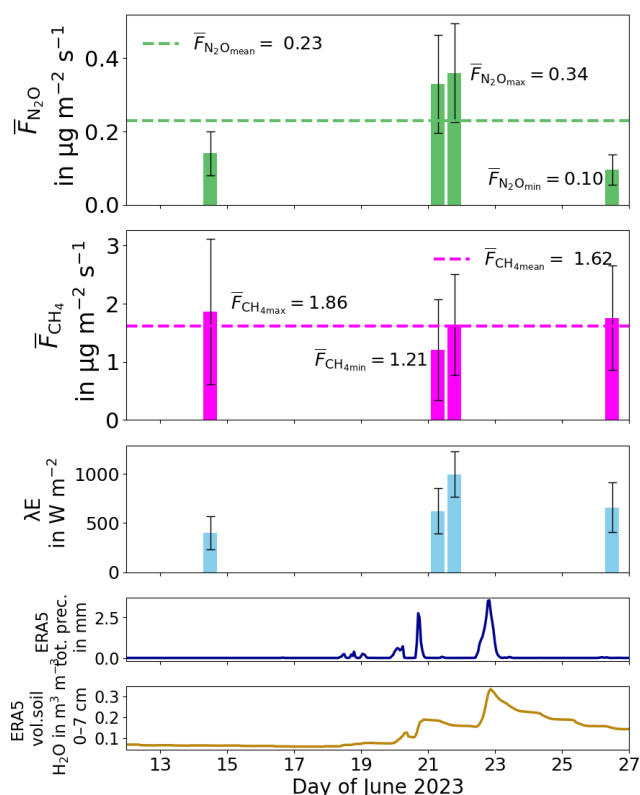 F̅N₂Omean = 0.23
F̅N₂Omax = 0.34
F̅N₂Omin = 0.10
F̅N₂O
in µg m⁻² s⁻¹
0.4
0.2
0.0
F̅CH₄mean = 1.62
F̅CH₄max = 1.86
F̅CH₄min = 1.21
F̅CH₄
in µg m⁻² s⁻¹
3
2
1
0
λE
in W m⁻²
1000
500
0
ERA5
tot. prec.
in mm
2.5
0.0
ERA5
vol.soil
H₂O in m³ m⁻³
0–7 cm
0.3
0.2
0.1
13 15 17 19 21 23 25 27
Day of June 2023